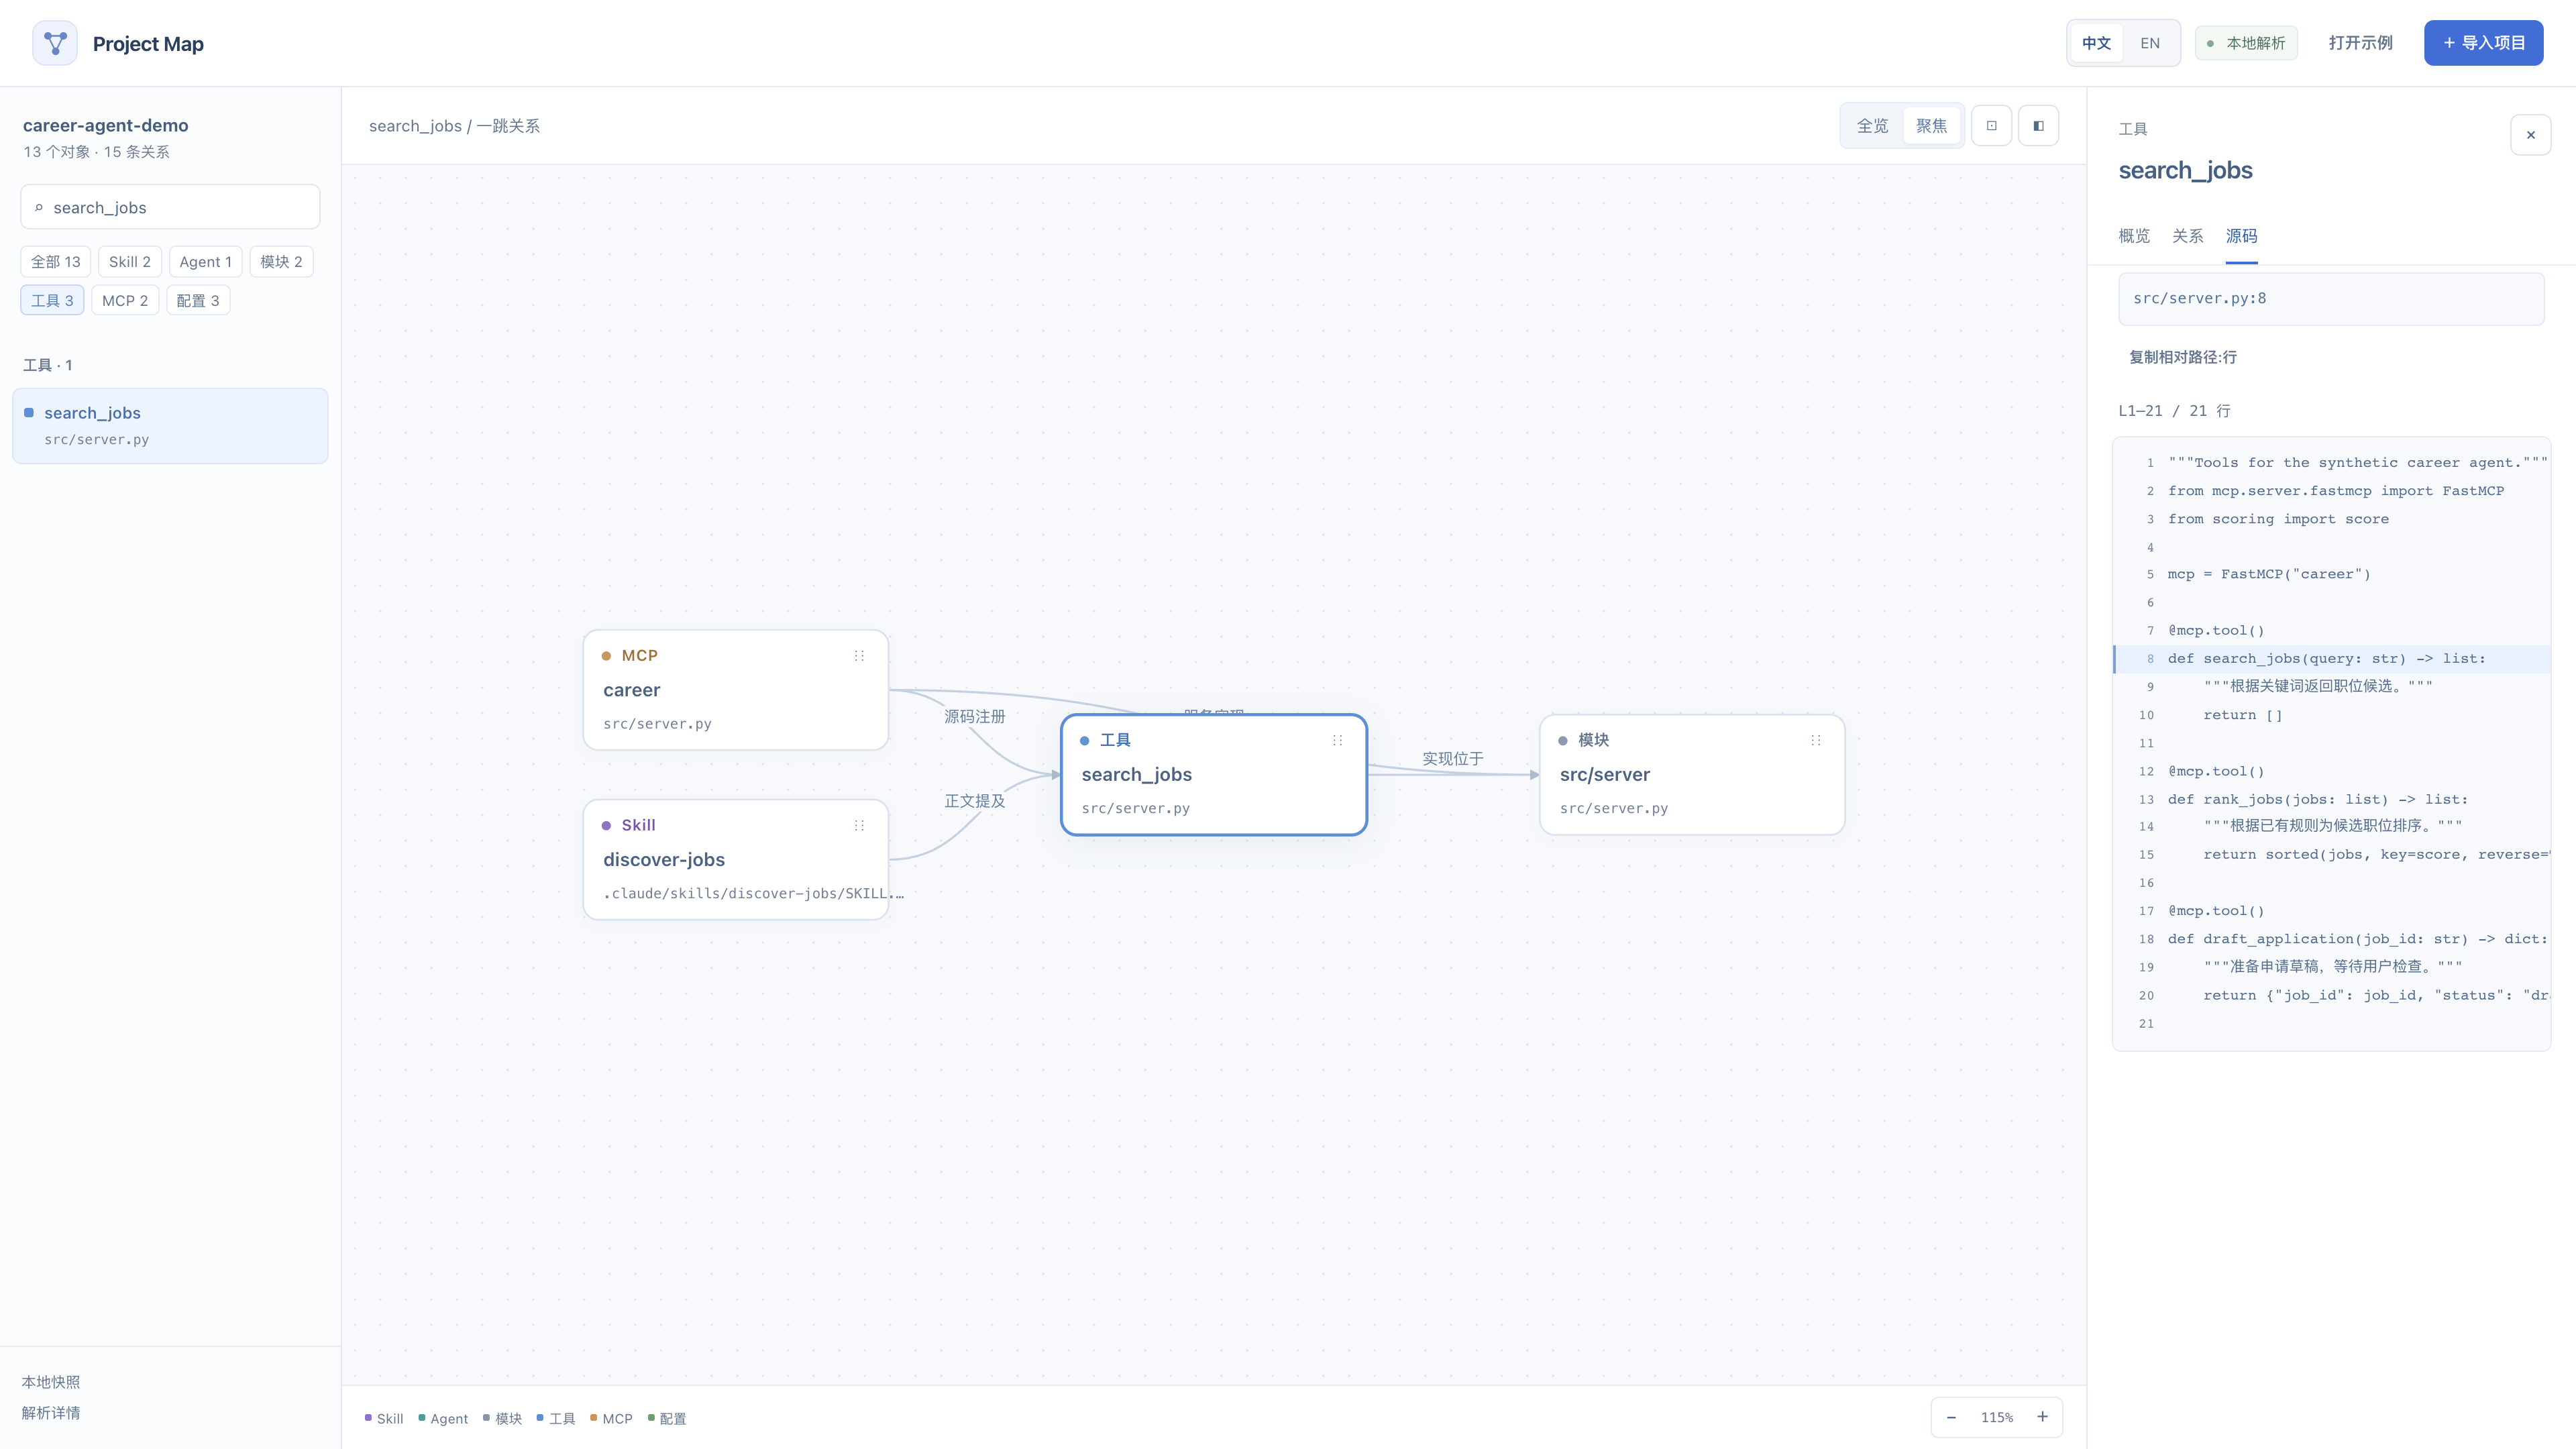 Project Map
中文 EN
本地解析
打开示例
+ 导入项目
career-agent-demo
13 个对象 · 15 条关系
search_jobs
全部 13 Skill 2 Agent 1 模块 2
工具 3 MCP 2 配置 3
工具 · 1
search_jobs
src/server.py
本地快照
解析详情
search_jobs / 一跳关系
全览 聚焦
MCP
career
src/server.py
源码注册
Skill
discover-jobs
.claude/skills/discover-jobs/SKILL.…
正文提及
工具
search_jobs
src/server.py
实现位于
模块
src/server
src/server.py
Skill Agent 模块 工具 MCP 配置
− 115% +
工具
×
search_jobs
概览 关系 源码
src/server.py:8
复制相对路径:行
L1–21 / 21 行
1 """Tools for the synthetic career agent."""
2 from mcp.server.fastmcp import FastMCP
3 from scoring import score
4
5 mcp = FastMCP("career")
6
7 @mcp.tool()
8 def search_jobs(query: str) -> list:
9 """根据关键词返回职位候选。"""
10 return []
11
12 @mcp.tool()
13 def rank_jobs(jobs: list) -> list:
14 """根据已有规则为候选职位排序。"""
15 return sorted(jobs, key=score, reverse=
16
17 @mcp.tool()
18 def draft_application(job_id: str) -> dict:
19 """准备申请草稿，等待用户检查。"""
20 return {"job_id": job_id, "status": "dr
21